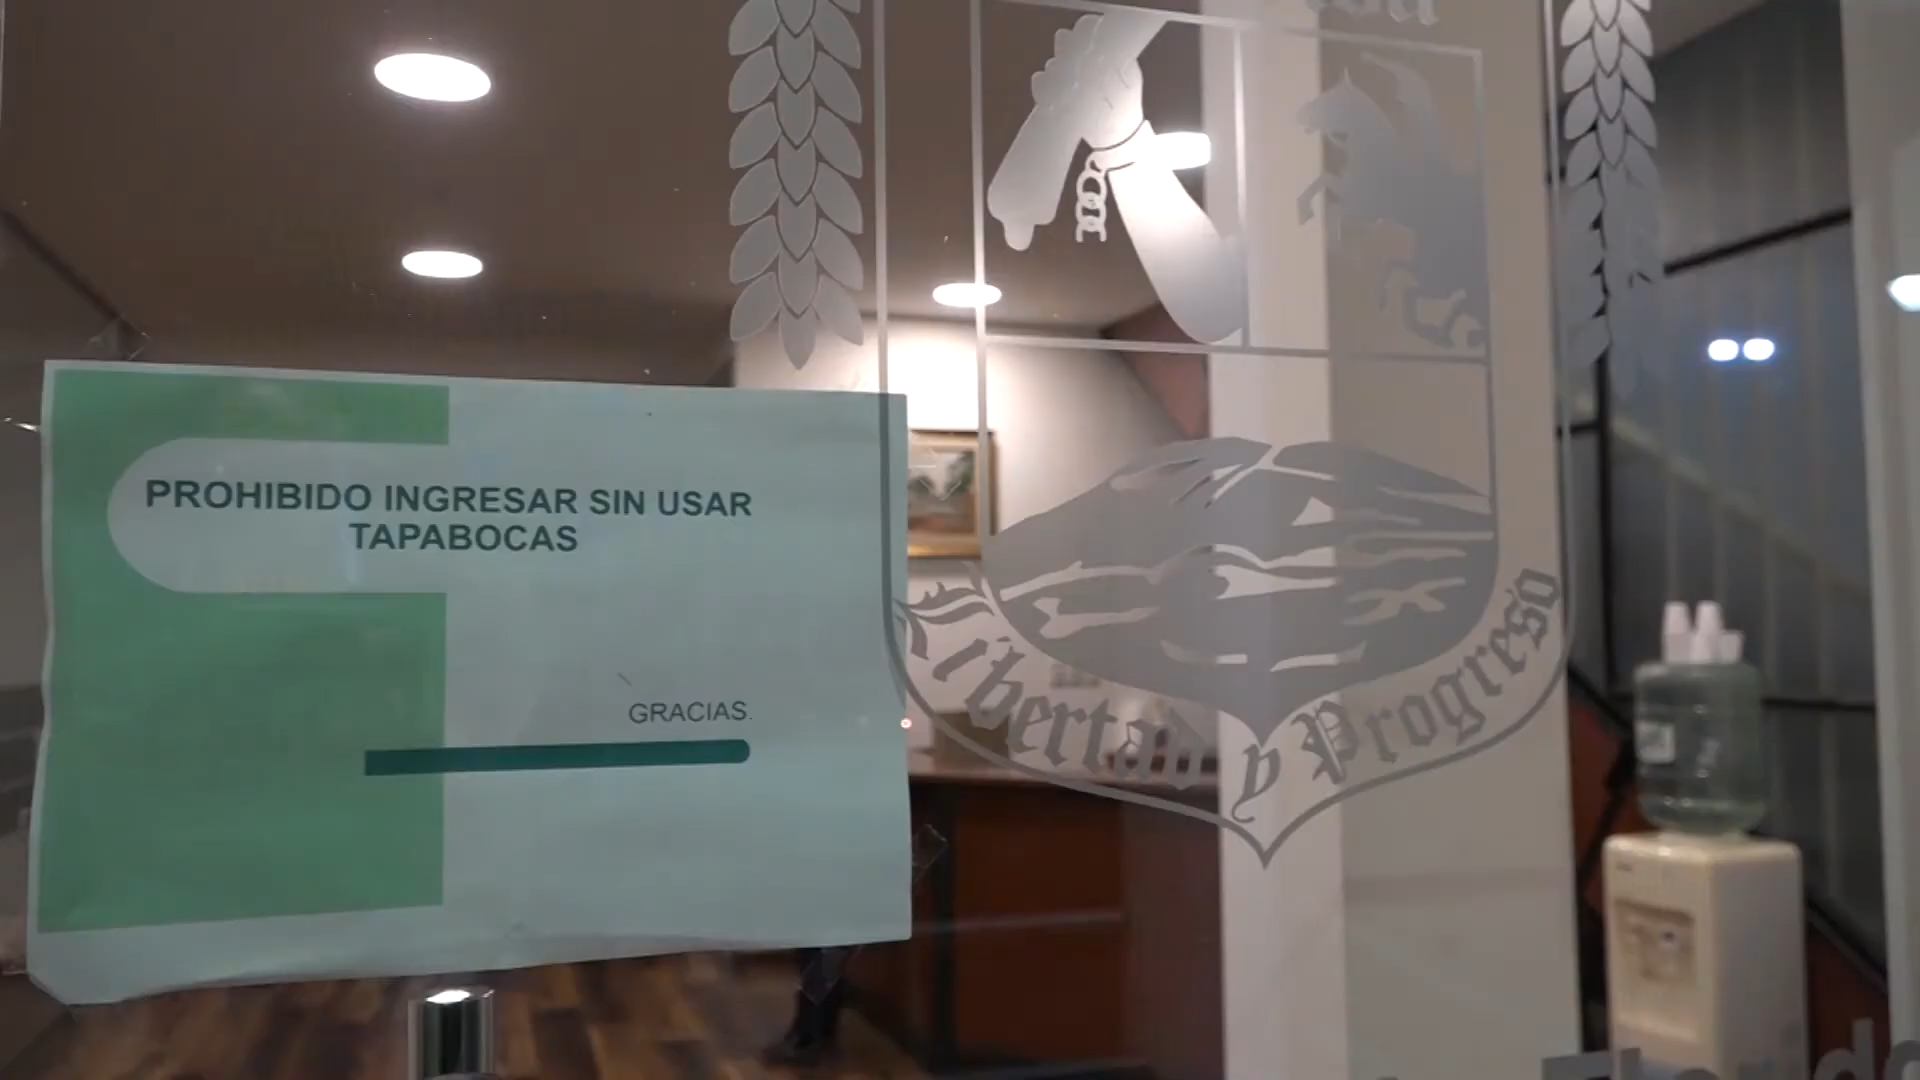 PROHIBIDO INGRESAR SIN USAR
TAPABOCAS
GRACIAS.
Libertad y Progreso